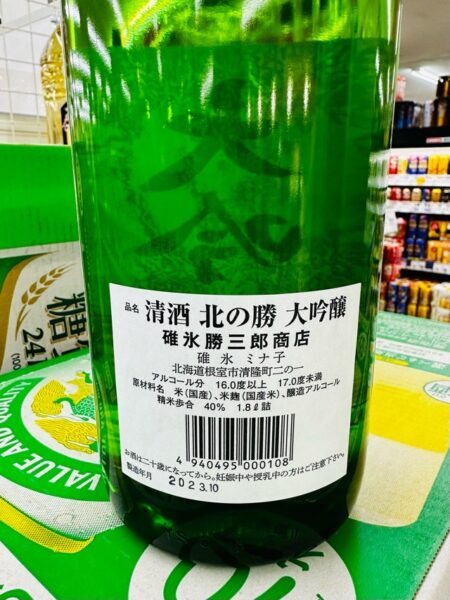 品名 清酒 北の勝 大吟醸
碓氷勝三郎商店
碓氷 ミナ子
北海道根室市清隆町二の一
アルコール分 16.0度以上 17.0度未満
原材料名 米(国産)、米麹(国産米)、醸造アルコール
精米歩合 40% 1.8ℓ詰
4 940495 000108
お酒は二十歳になってから。妊娠中や授乳中の方はご注意下さい。
製造年月 2023.10
糖
24
VALUE AND